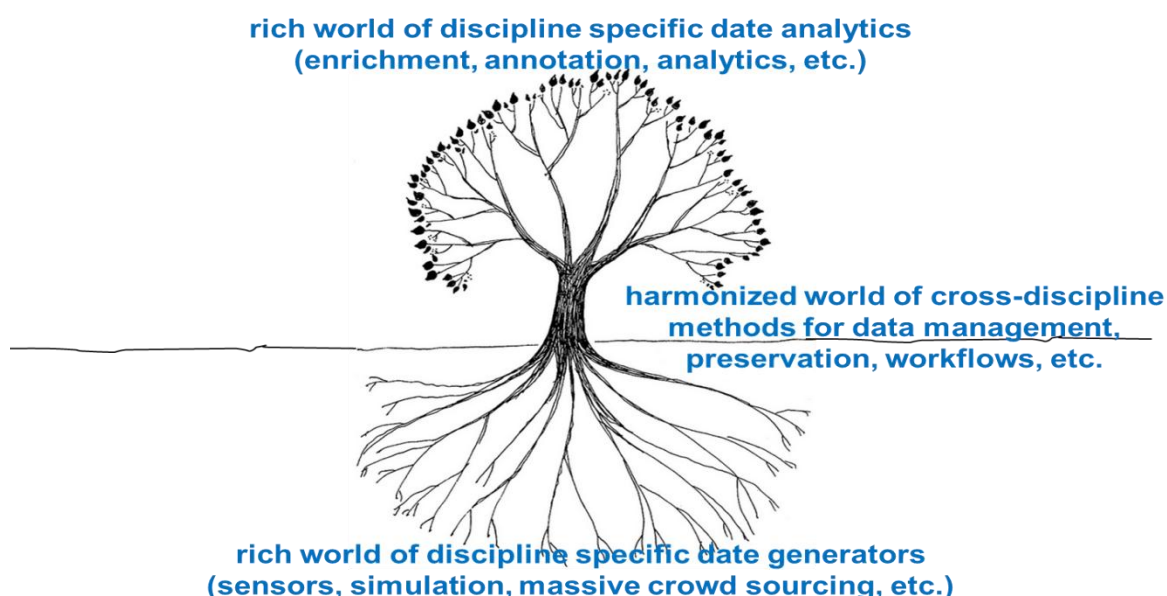 rich world of discipline specific date analytics
(enrichment, annotation, analytics, etc.)
harmonized world of cross-discipline
methods for data management,
preservation, workflows, etc.
rich world of discipline specific date generators
(sensors, simulation, massive crowd sourcing, etc.)